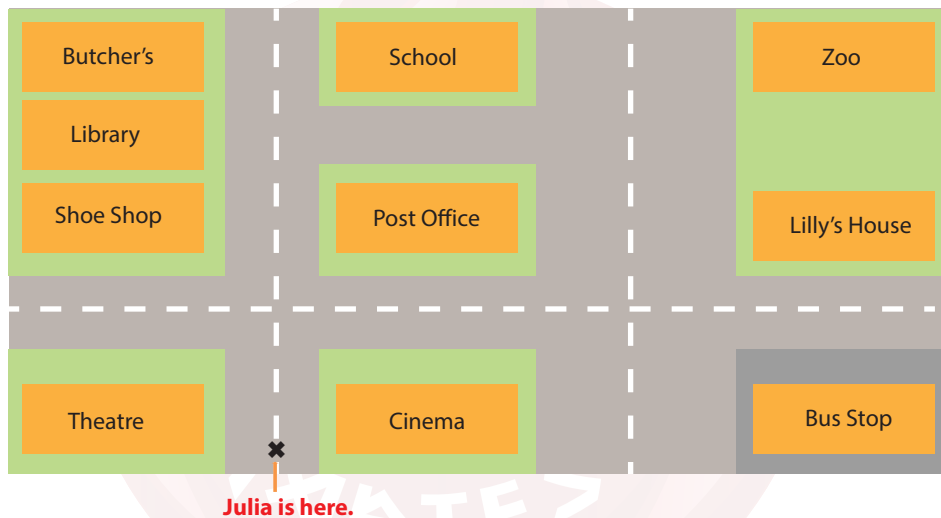 Butcher's
School
Zoo
Library
Shoe Shop
Post Office
Lilly's House
Theatre
Cinema
Bus Stop
Julia is here.